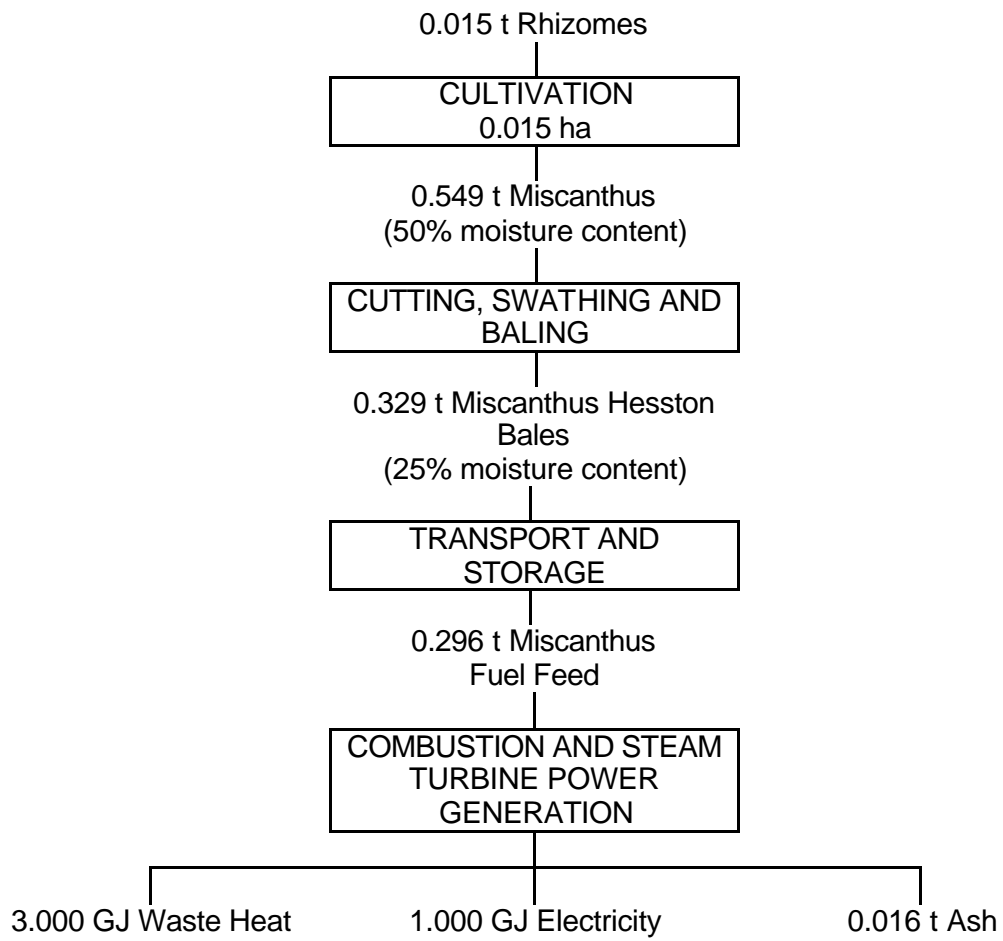 0.015 t Rhizomes
CULTIVATION
0.015 ha
0.549 t Miscanthus
(50% moisture content)
CUTTING, SWATHING AND
BALING
0.329 t Miscanthus Hesston
Bales
(25% moisture content)
TRANSPORT AND
STORAGE
0.296 t Miscanthus
Fuel Feed
COMBUSTION AND STEAM
TURBINE POWER
GENERATION
3.000 GJ Waste Heat
1.000 GJ Electricity
0.016 t Ash